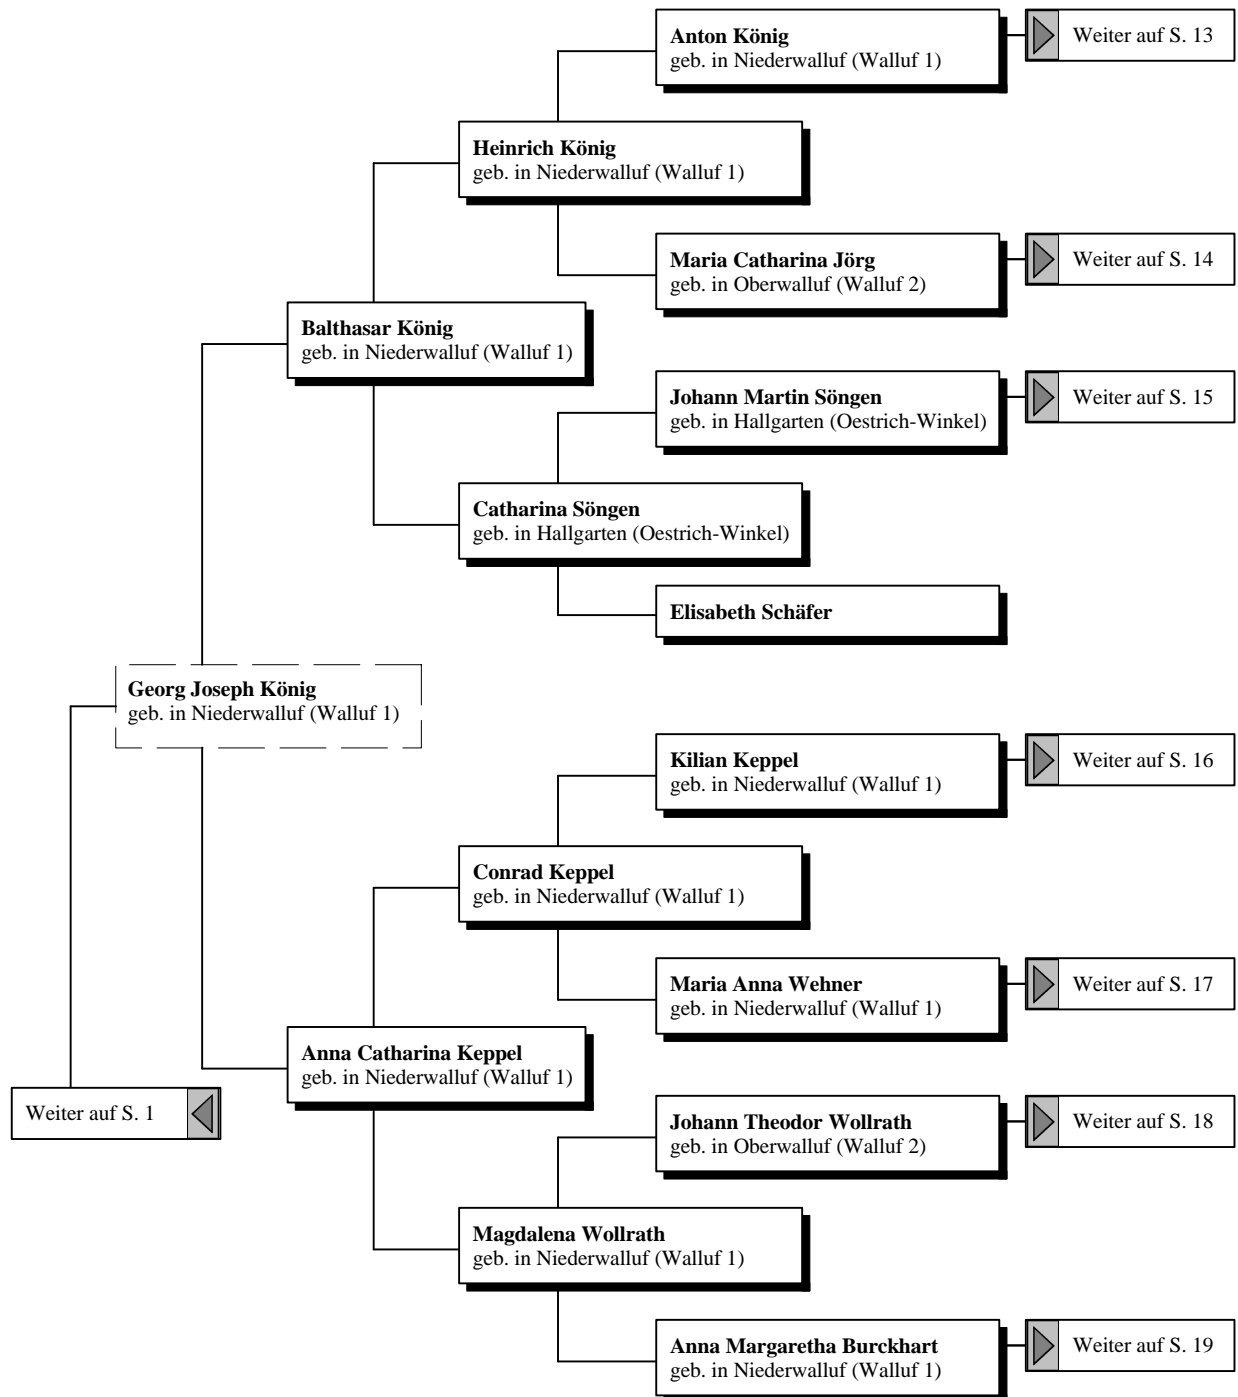 Anton König
geb. in Niederwalluf (Walluf 1)
Weiter auf S. 13
Heinrich König
geb. in Niederwalluf (Walluf 1)
Maria Catharina Jörg
geb. in Oberwalluf (Walluf 2)
Weiter auf S. 14
Balthasar König
geb. in Niederwalluf (Walluf 1)
Johann Martin Söngen
geb. in Hallgarten (Oestrich-Winkel)
Weiter auf S. 15
Catharina Söngen
geb. in Hallgarten (Oestrich-Winkel)
Elisabeth Schäfer
Georg Joseph König
geb. in Niederwalluf (Walluf 1)
Kilian Keppel
geb. in Niederwalluf (Walluf 1)
Weiter auf S. 16
Conrad Keppel
geb. in Niederwalluf (Walluf 1)
Maria Anna Wehner
geb. in Niederwalluf (Walluf 1)
Weiter auf S. 17
Anna Catharina Keppel
geb. in Niederwalluf (Walluf 1)
Weiter auf S. 1
Johann Theodor Wollrath
geb. in Oberwalluf (Walluf 2)
Weiter auf S. 18
Magdalena Wollrath
geb. in Niederwalluf (Walluf 1)
Anna Margaretha Burckhart
geb. in Niederwalluf (Walluf 1)
Weiter auf S. 19